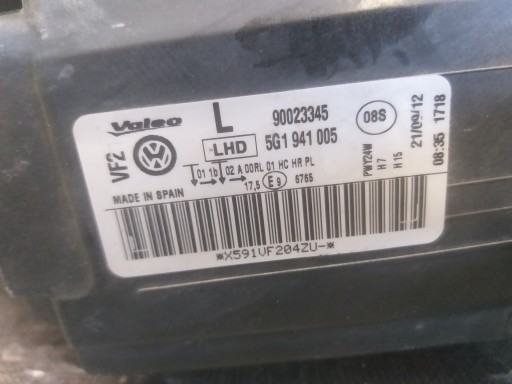 Valeo
L
90023345
08S
LHD
5G1 941 005
VF2
01 1b 02 A 00RL 01 HC HR PL
17,5 E 9 6765
MADE IN SPAIN
PWY24W
H7
H15
21/09/12
08:35 1718
*X591VF204ZU-*